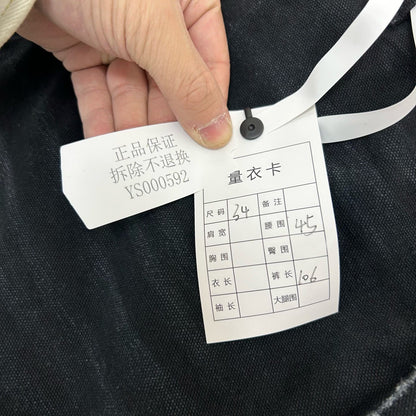 正品保证
拆除不退换
YS000592
量衣卡
尺码 34 备注
肩宽 腰围 45
胸围 臀围
衣长 裤长 106
袖长 大腿围